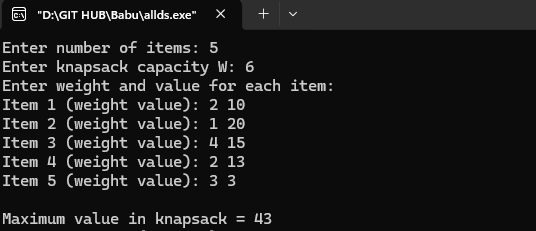 "D:\GIT HUB\Babu\allds.exe"
Enter number of items: 5
Enter knapsack capacity W: 6
Enter weight and value for each item:
Item 1 (weight value): 2 10
Item 2 (weight value): 1 20
Item 3 (weight value): 4 15
Item 4 (weight value): 2 13
Item 5 (weight value): 3 3
Maximum value in knapsack = 43